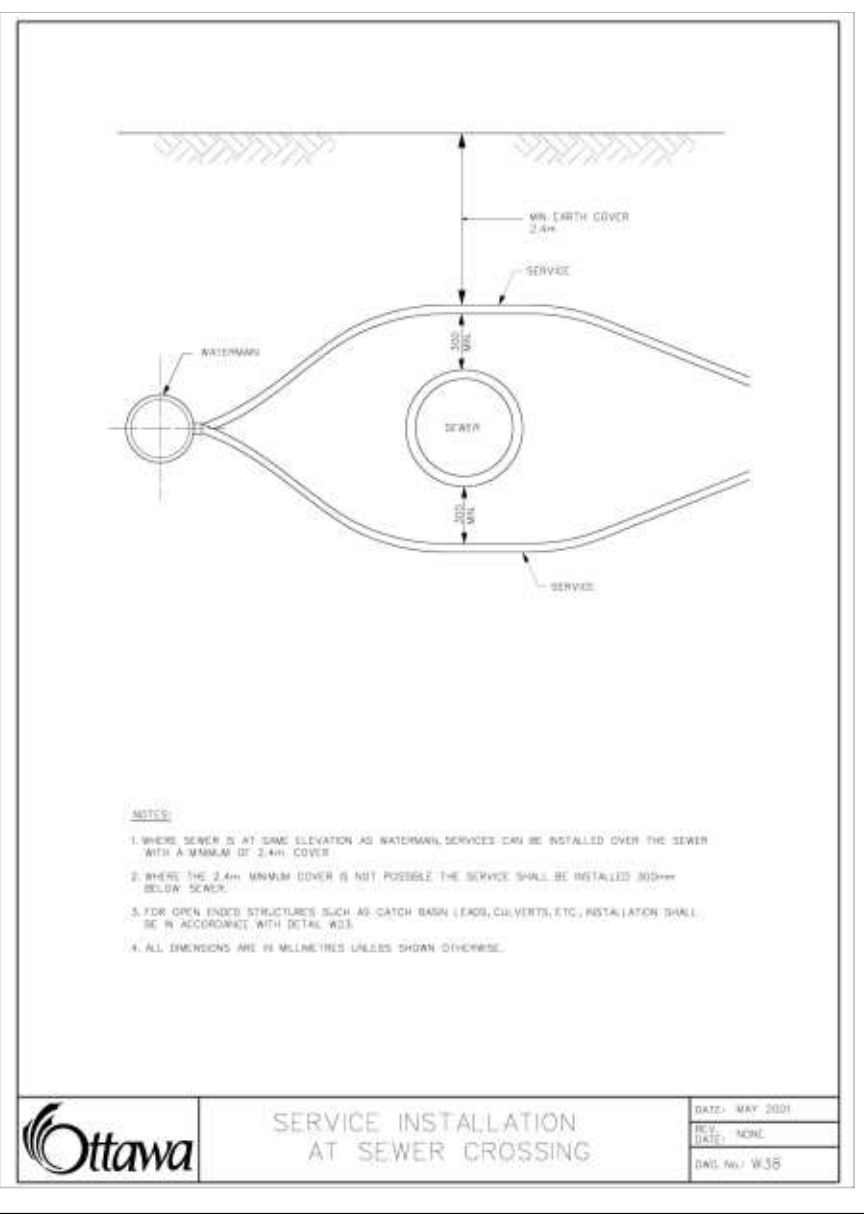 MIN. EARTH COVER
2.4m
SERVICE
300
MIN.
WATERMAIN
SEWER
300
MIN.
SERVICE
NOTES:
1. WHERE SEWER IS AT SAME ELEVATION AS WATERMAIN, SERVICES CAN BE INSTALLED OVER THE SEWER
WITH A MINIMUM OF 2.4m COVER
2. WHERE THE 2.4m MINIMUM COVER IS NOT POSSIBLE THE SERVICE SHALL BE INSTALLED 300mm
BELOW SEWER.
3. FOR OPEN ENDED STRUCTURES SUCH AS CATCH BASIN LEADS, CULVERTS, ETC., INSTALLATION SHALL
BE IN ACCORDANCE WITH DETAIL W23.
4. ALL DIMENSIONS ARE IN MILLIMETRES UNLESS SHOWN OTHERWISE.
Ottawa
SERVICE INSTALLATION
AT SEWER CROSSING
DATE: MAY 2001
REV.
DATE: NONE
DWG. No.: W38